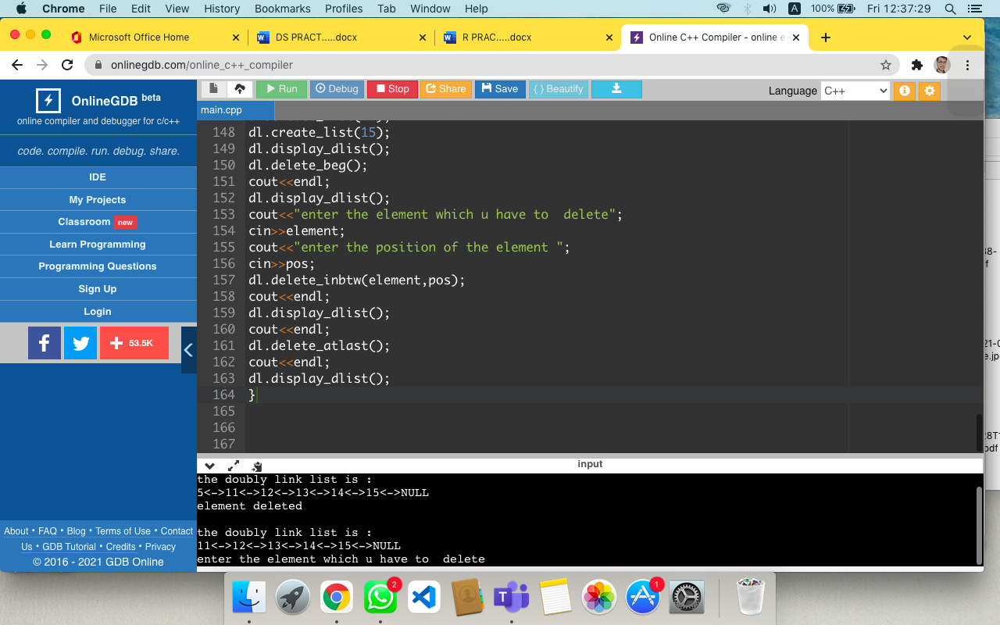 Chrome File Edit View History Bookmarks Profiles Tab Window Help A 100% Fri 12:37:29
Microsoft Office Home DS PRACT.....docx R PRAC.....docx Online C++ Compiler - online e
onlinegdb.com/online_c++_compiler
OnlineGDB beta
online compiler and debugger for c/c++
code. compile. run. debug. share.
IDE
My Projects
Classroom new
Learn Programming
Programming Questions
Sign Up
Login
53.5K
About • FAQ • Blog • Terms of Use • Contact
Us • GDB Tutorial • Credits • Privacy
© 2016 - 2021 GDB Online
Run Debug Stop Share Save { } Beautify Language C++
main.cpp
148 dl.create_list(15);
149 dl.display_dlist();
150 dl.delete_beg();
151 cout<<endl;
152 dl.display_dlist();
153 cout<<"enter the element which u have to  delete";
154 cin>>element;
155 cout<<"enter the position of the element ";
156 cin>>pos;
157 dl.delete_inbtw(element,pos);
158 cout<<endl;
159 dl.display_dlist();
160 cout<<endl;
161 dl.delete_atlast();
162 cout<<endl;
163 dl.display_dlist();
164 }
165
166
167
input
the doubly link list is :
5<->11<->12<->13<->14<->15<->NULL
element deleted
the doubly link list is :
11<->12<->13<->14<->15<->NULL
enter the element which u have to  delete
2
1